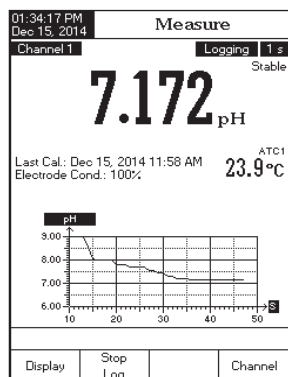 01:34:17 PM
Dec 15, 2014
Measure
Channel 1
Logging 1 s
Stable
7.172 pH
ATC1
Last Cal.: Dec 15, 2014 11:58 AM
23.9°C
Electrode Cond.: 100%
pH
9.00
8.00
7.00
6.00
10 20 30 40 50 S
Display
Stop
Log
Channel